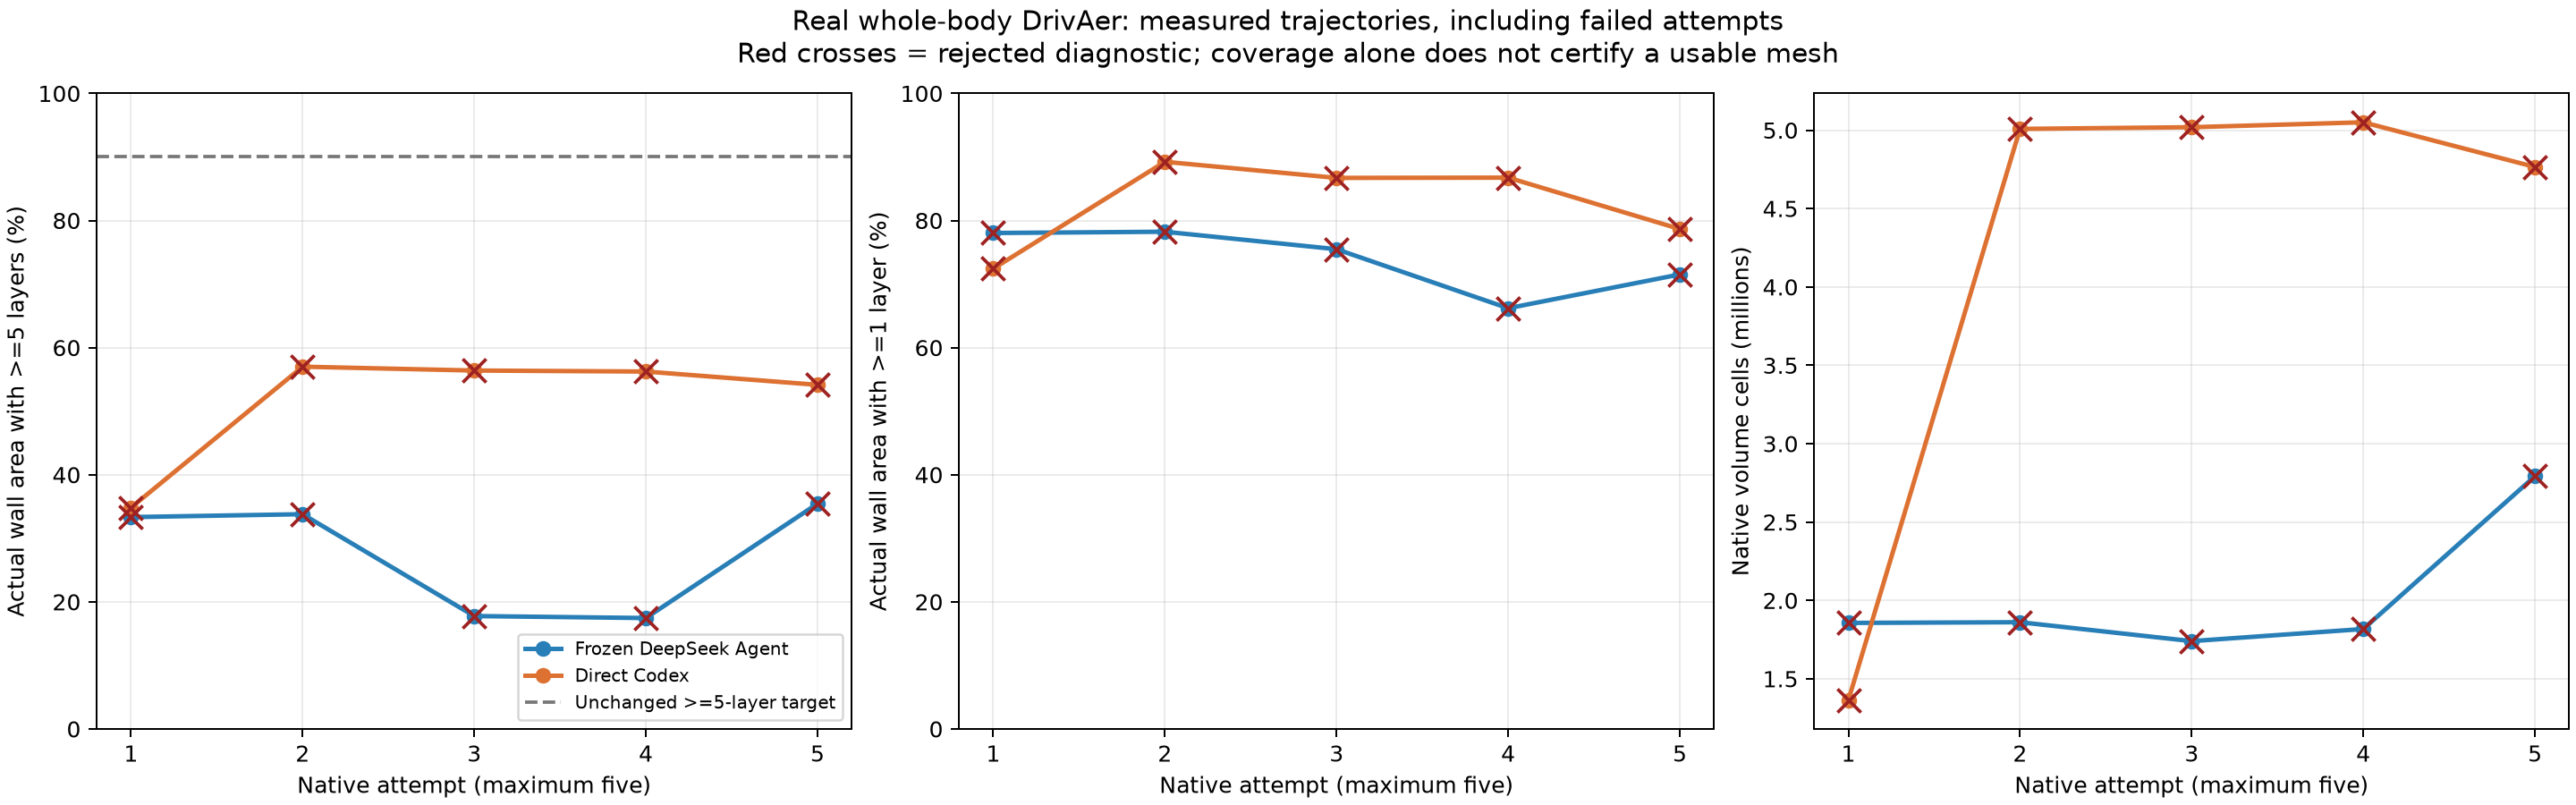 Real whole-body DrivAer: measured trajectories, including failed attempts
Red crosses = rejected diagnostic; coverage alone does not certify a usable mesh
Actual wall area with >=5 layers (%)
100
80
60
40
20
0
1 2 3 4 5
Native attempt (maximum five)
Frozen DeepSeek Agent
Direct Codex
Unchanged >=5-layer target
Actual wall area with >=1 layer (%)
100
80
60
40
20
0
1 2 3 4 5
Native attempt (maximum five)
Native volume cells (millions)
5.0
4.5
4.0
3.5
3.0
2.5
2.0
1.5
1 2 3 4 5
Native attempt (maximum five)